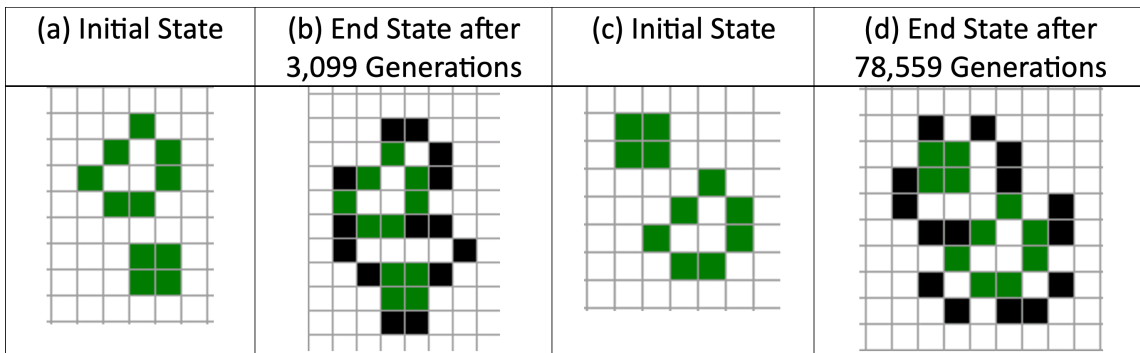 (a) Initial State
(b) End State after
3,099 Generations
(c) Initial State
(d) End State after
78,559 Generations